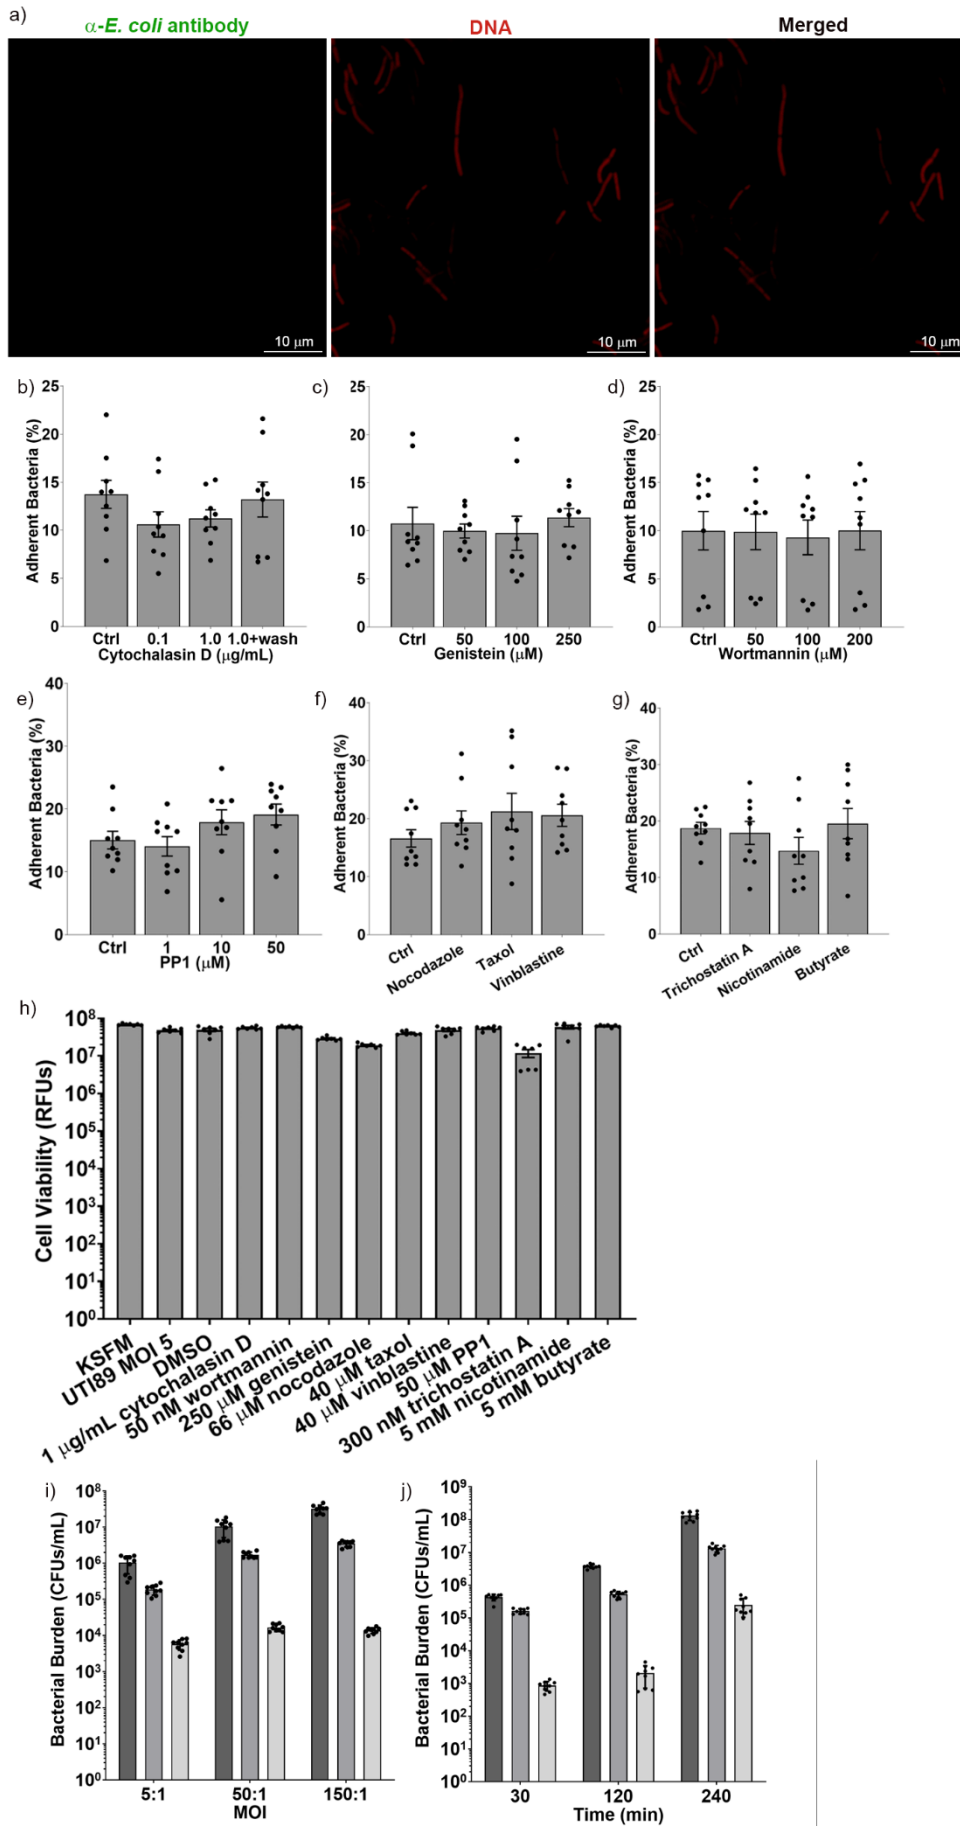 a)
α-E. coli antibody
DNA
Merged
10 μm
10 μm
10 μm
b)
Adherent Bacteria (%)
25
20
15
10
5
0
Ctrl 0.1 1.0 1.0+wash
Cytochalasin D (μg/mL)
c)
Adherent Bacteria (%)
25
20
15
10
5
0
Ctrl 50 100 250
Genistein (μM)
d)
Adherent Bacteria (%)
25
20
15
10
5
0
Ctrl 50 100 200
Wortmannin (μM)
e)
Adherent Bacteria (%)
40
30
20
10
0
Ctrl 1 10 50
PP1 (μM)
f)
Adherent Bacteria (%)
40
30
20
10
0
Ctrl
Nocodazole
Taxol
Vinblastine
g)
Adherent Bacteria (%)
40
30
20
10
0
Ctrl
Trichostatin A
Nicotinamide
Butyrate
h)
Cell Viability (RFUs)
10⁸
10⁷
10⁶
10⁵
10⁴
10³
10²
10¹
10⁰
KSFM
UTI89 MOI 5
DMSO
1 μg/mL cytochalasin D
50 nM wortmannin
250 μM genistein
66 μM nocodazole
40 μM taxol
40 μM vinblastine
50 μM PP1
300 nM trichostatin A
5 mM nicotinamide
5 mM butyrate
i)
Bacterial Burden (CFUs/mL)
10⁸
10⁷
10⁶
10⁵
10⁴
10³
10²
10¹
10⁰
5:1 50:1 150:1
MOI
j)
Bacterial Burden (CFUs/mL)
10⁹
10⁸
10⁷
10⁶
10⁵
10⁴
10³
10²
10¹
10⁰
30 120 240
Time (min)